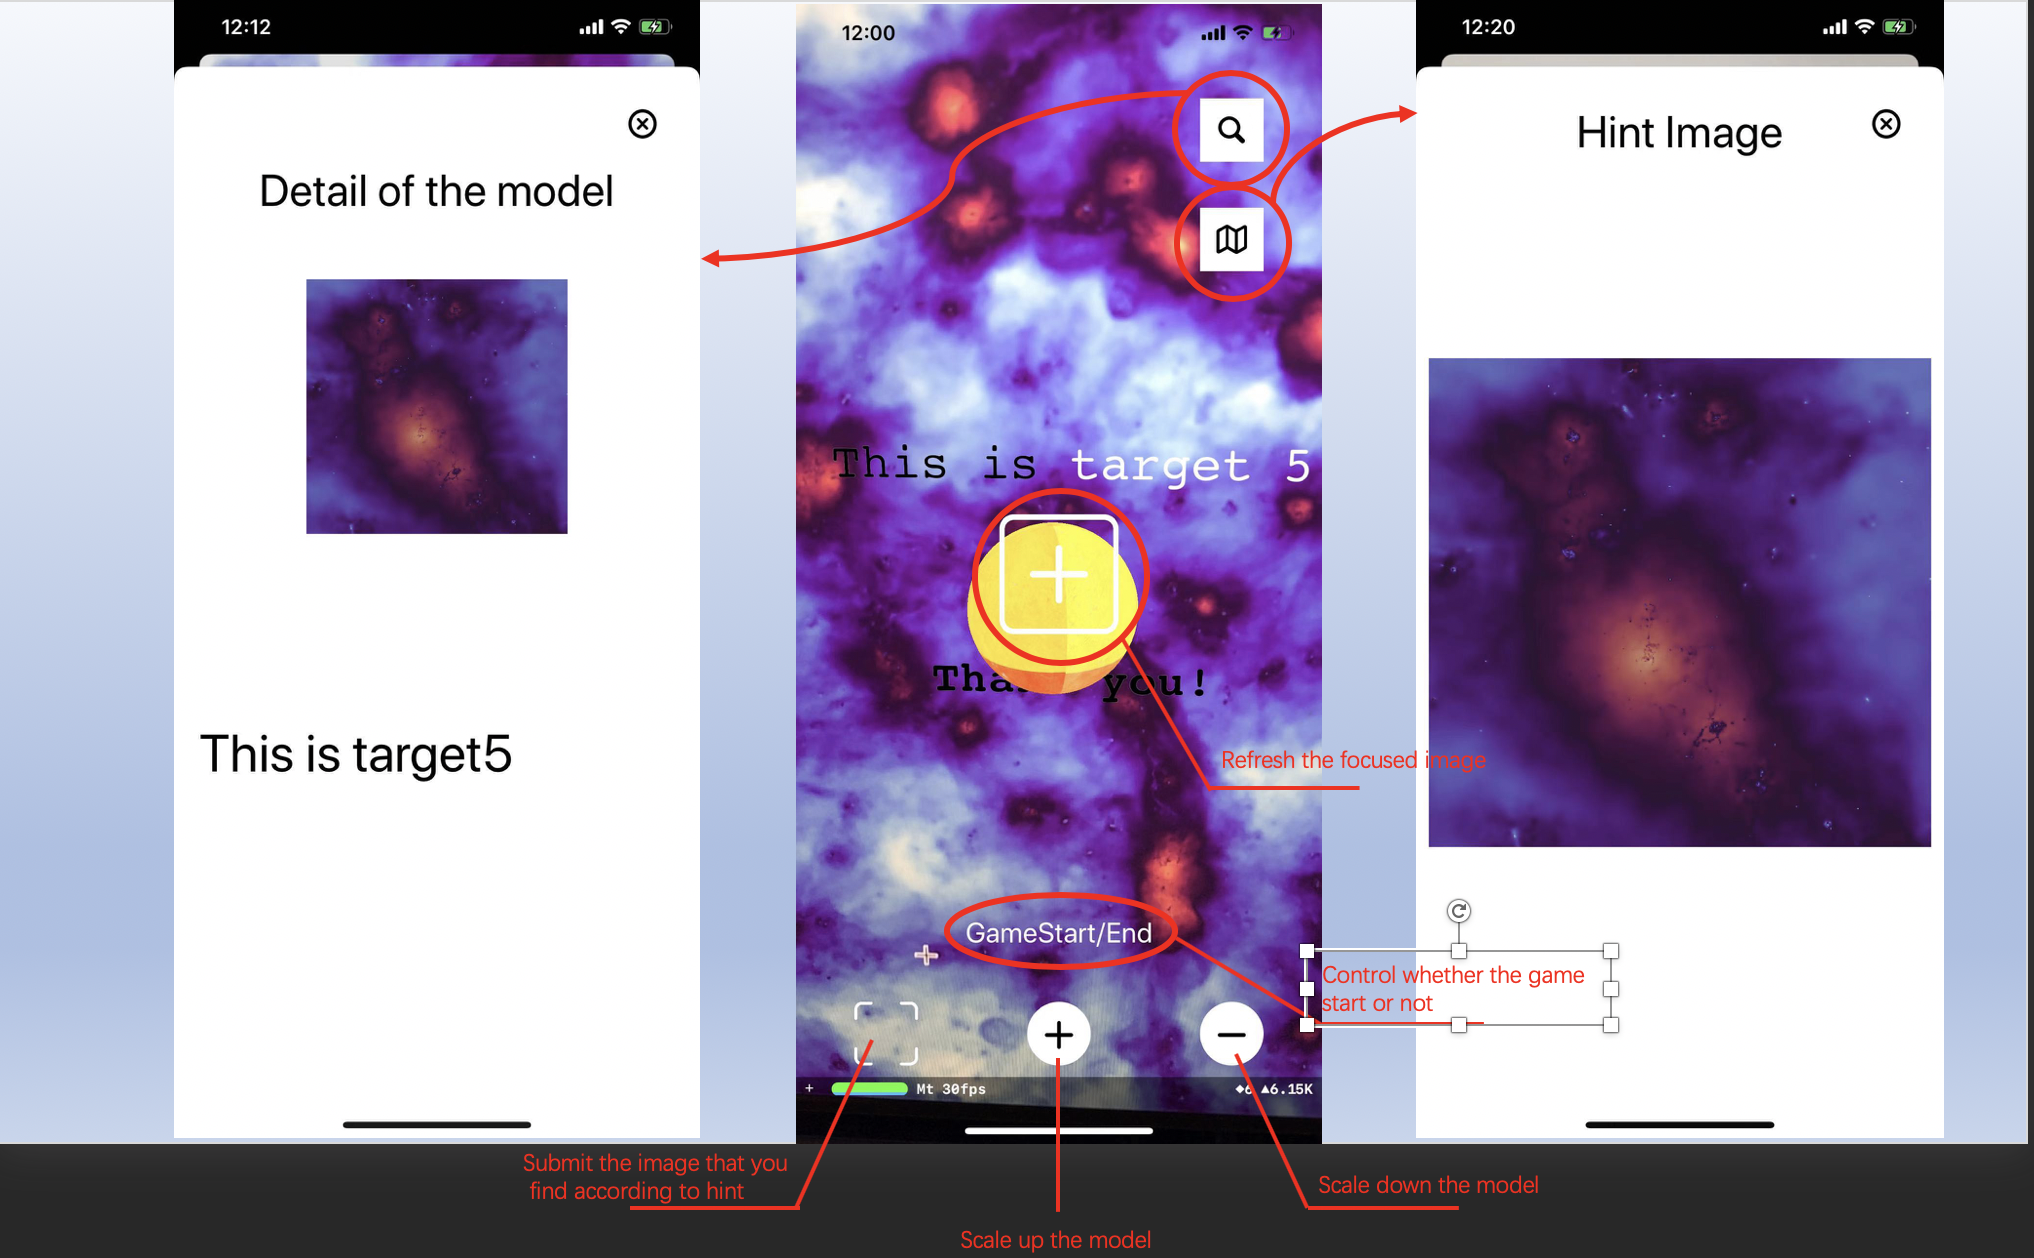 12:12
Detail of the model
This is target5
12:00
This is target 5
you!
Refresh the focused image
GameStart/End
Mt 30fps
6.15K
Submit the image that you
find according to hint
Scale up the model
Scale down the model
12:20
Hint Image
Control whether the game
start or not